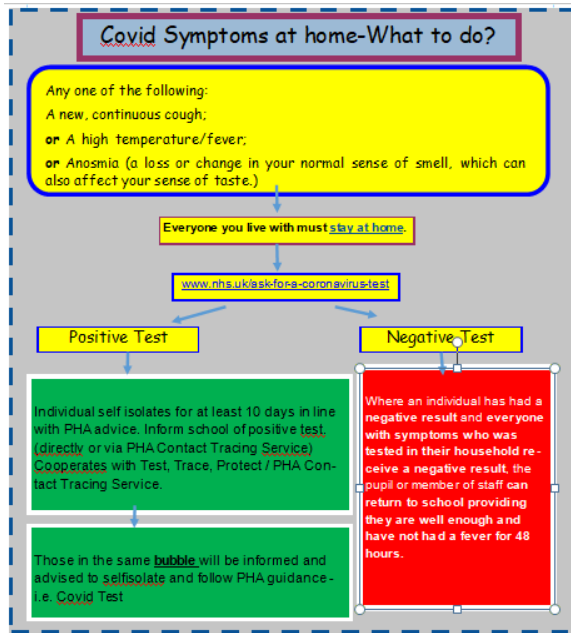 Covid Symptoms at home-What to do?
Any one of the following:
A new, continuous cough;
or A high temperature/fever;
or Anosmia (a loss or change in your normal sense of smell, which can
also affect your sense of taste.)
Everyone you live with must stay at home.
www.nhs.uk/ask-for-a-coronavirus-test
Positive Test
Negative Test
Individual self isolates for at least 10 days in line
with PHA advice. Inform school of positive test.
(directly or via PHA Contact Tracing Service)
Cooperates with Test, Trace, Protect / PHA Con-
tact Tracing Service.
Those in the same bubble will be informed and
advised to selfisolate and follow PHA guidance-
i.e. Covid Test
Where an individual has had a
negative result and everyone
with symptoms who was
tested in their household re-
ceive a negative result, the
pupil or member of staff can
return to school providing
they are well enough and
have not had a fever for 48
hours.